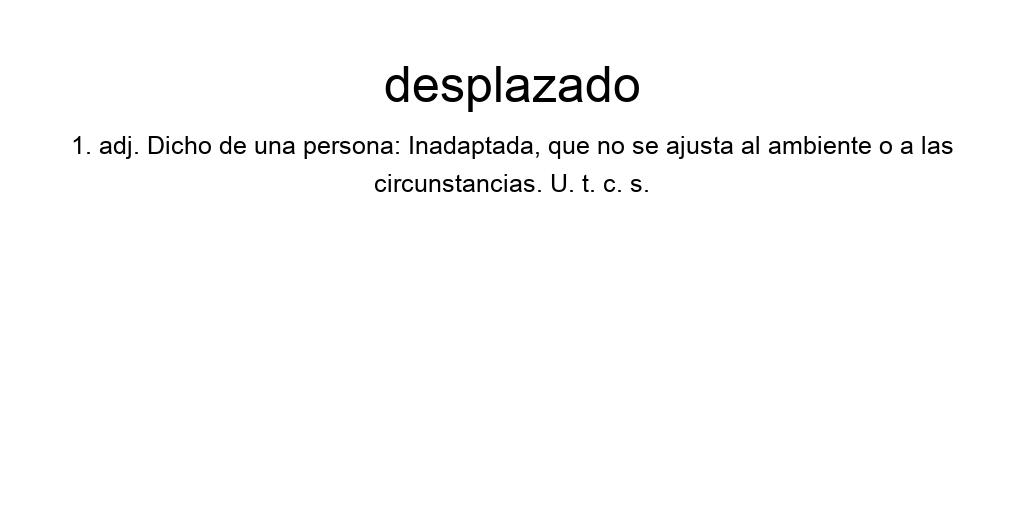 desplazado
1. adj. Dicho de una persona: Inadaptada, que no se ajusta al ambiente o a las
circunstancias. U. t. c. s.